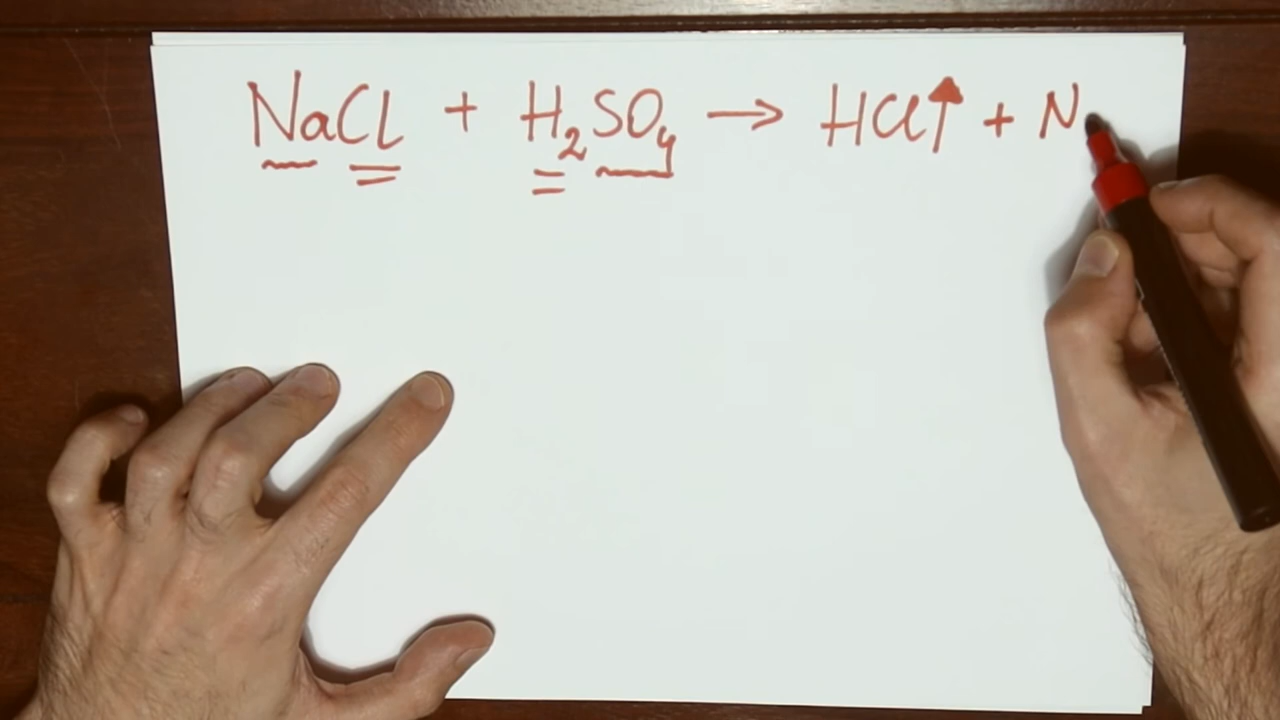 NaCl + H₂SO₄ → HCl↑ + N